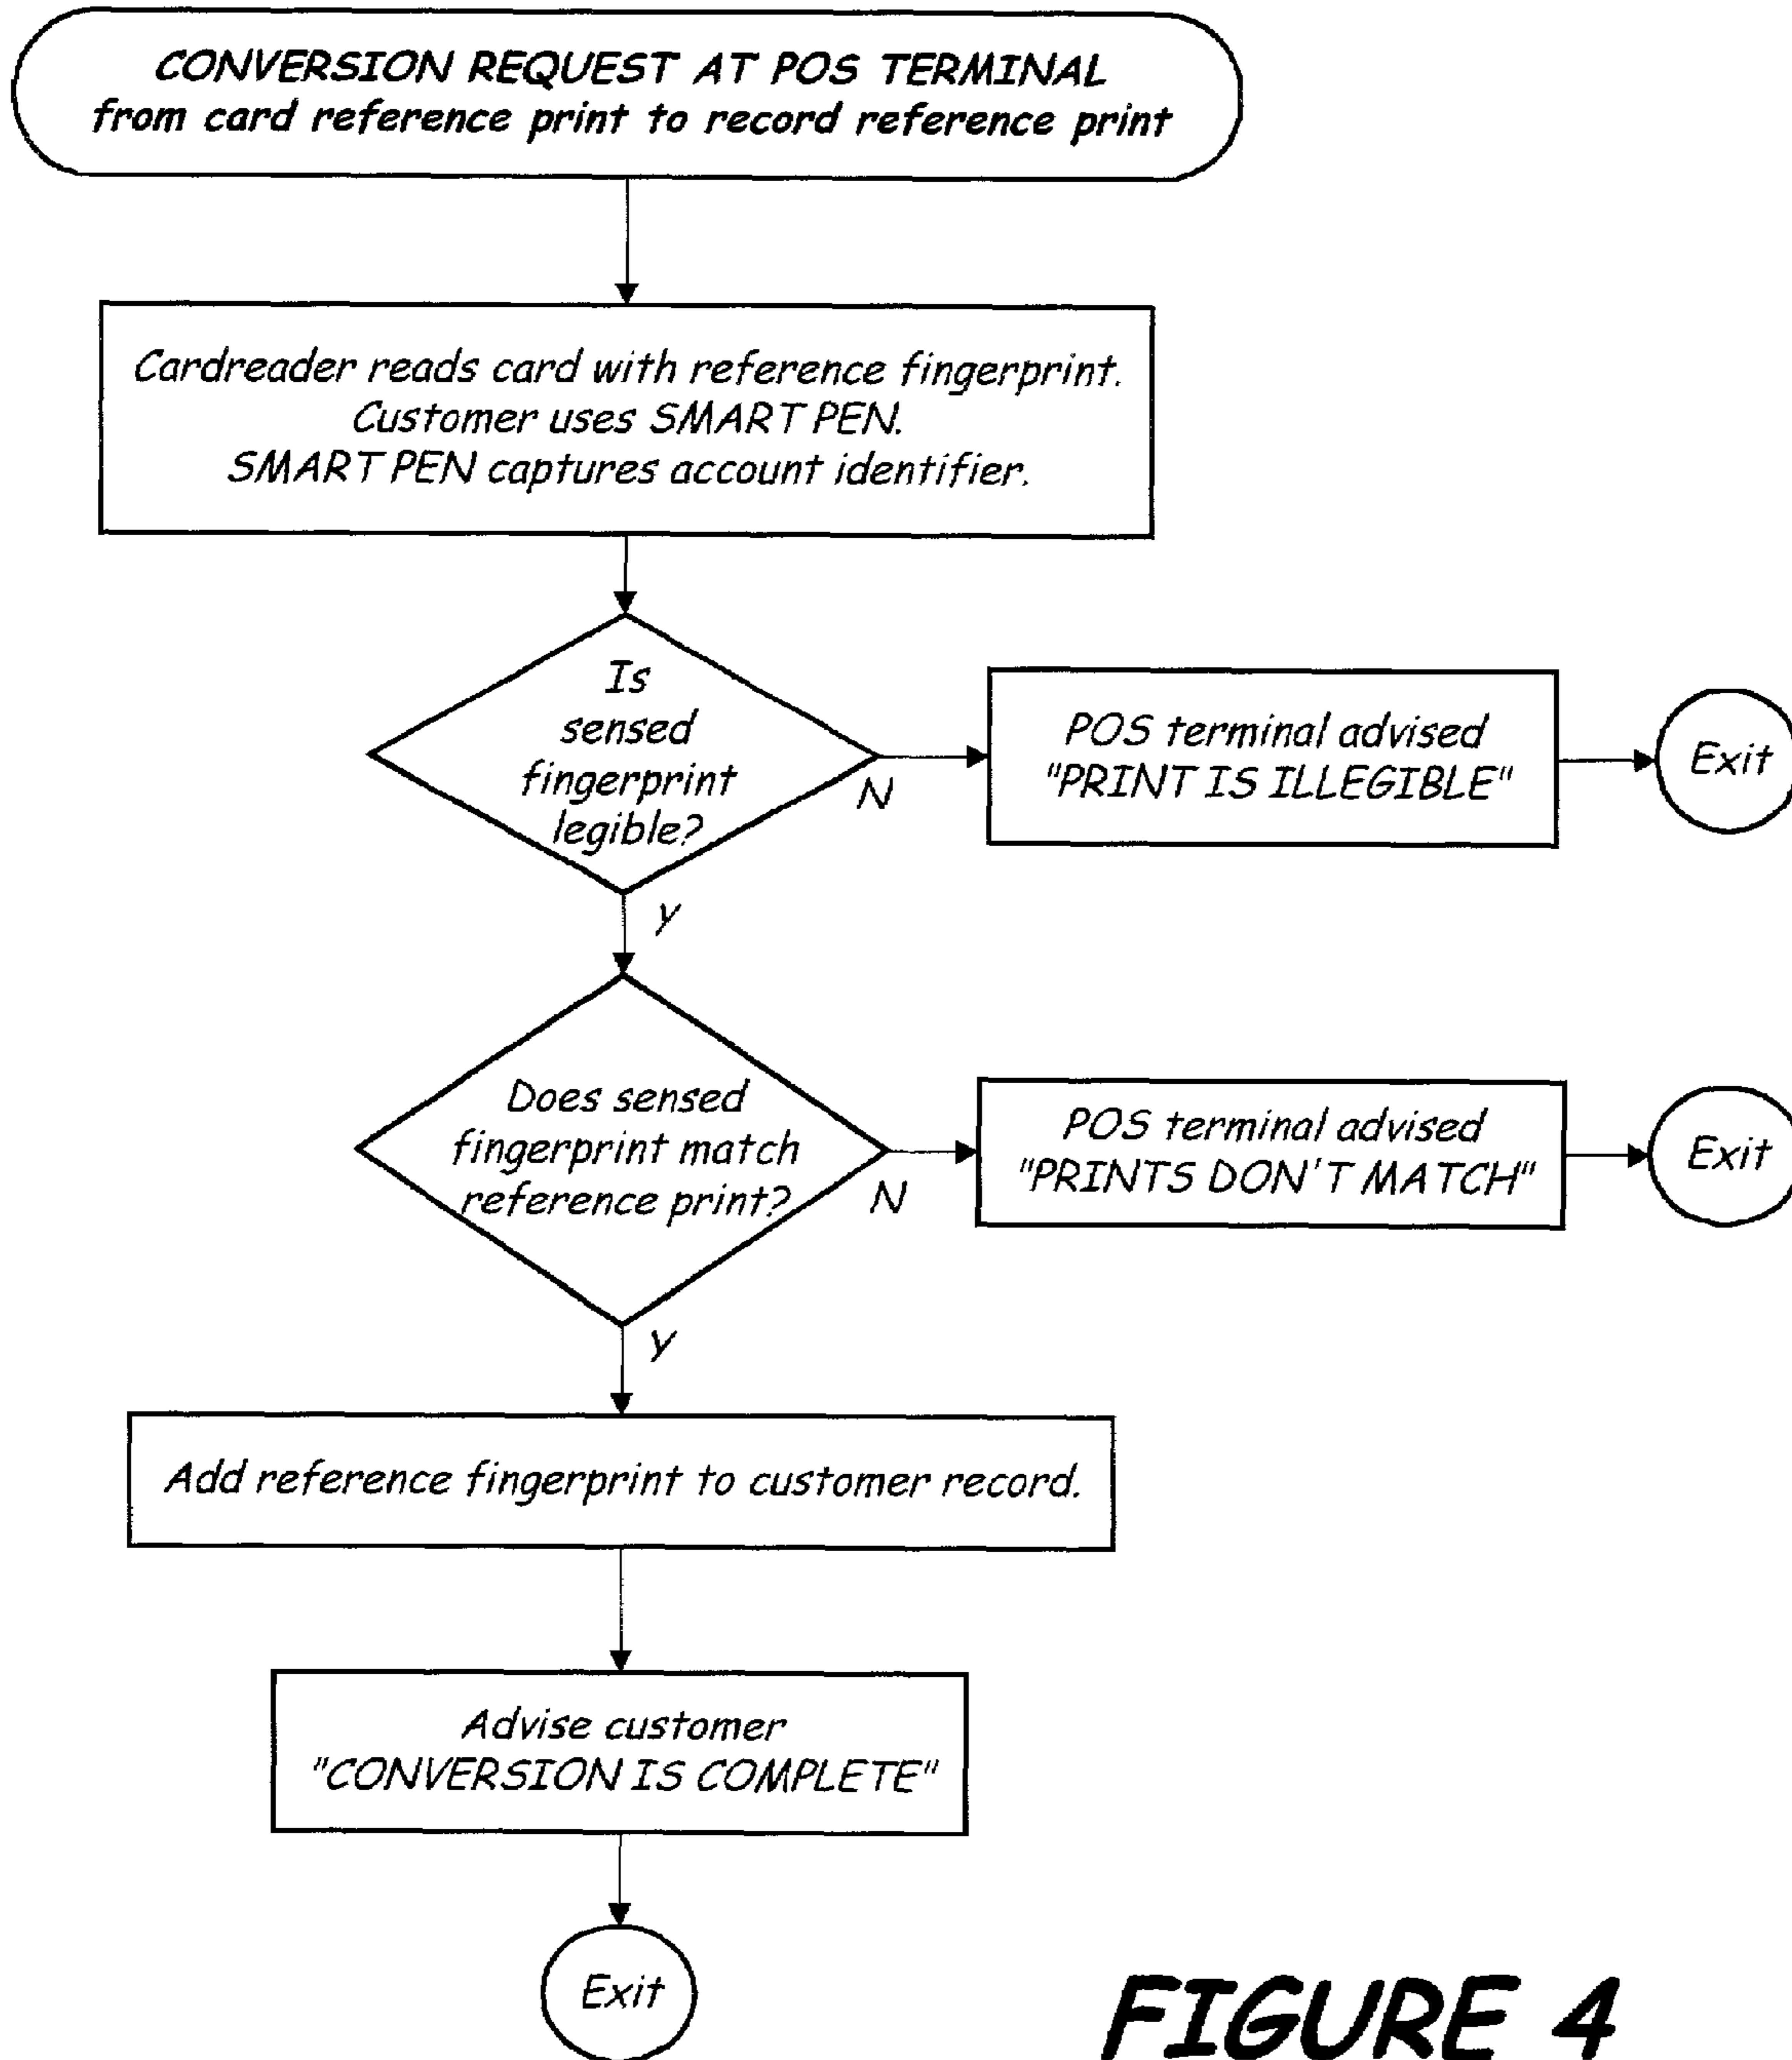 CONVERSION REQUEST AT POS TERMINAL
from card reference print to record reference print
Cardreader reads card with reference fingerprint.
Customer uses SMART PEN.
SMART PEN captures account identifier.
Is
sensed
fingerprint
legible?
N
POS terminal advised
"PRINT IS ILLEGIBLE"
Exit
Y
Does sensed
fingerprint match
reference print?
N
POS terminal advised
"PRINTS DON'T MATCH"
Exit
Y
Add reference fingerprint to customer record.
Advise customer
"CONVERSION IS COMPLETE"
Exit
FIGURE 4